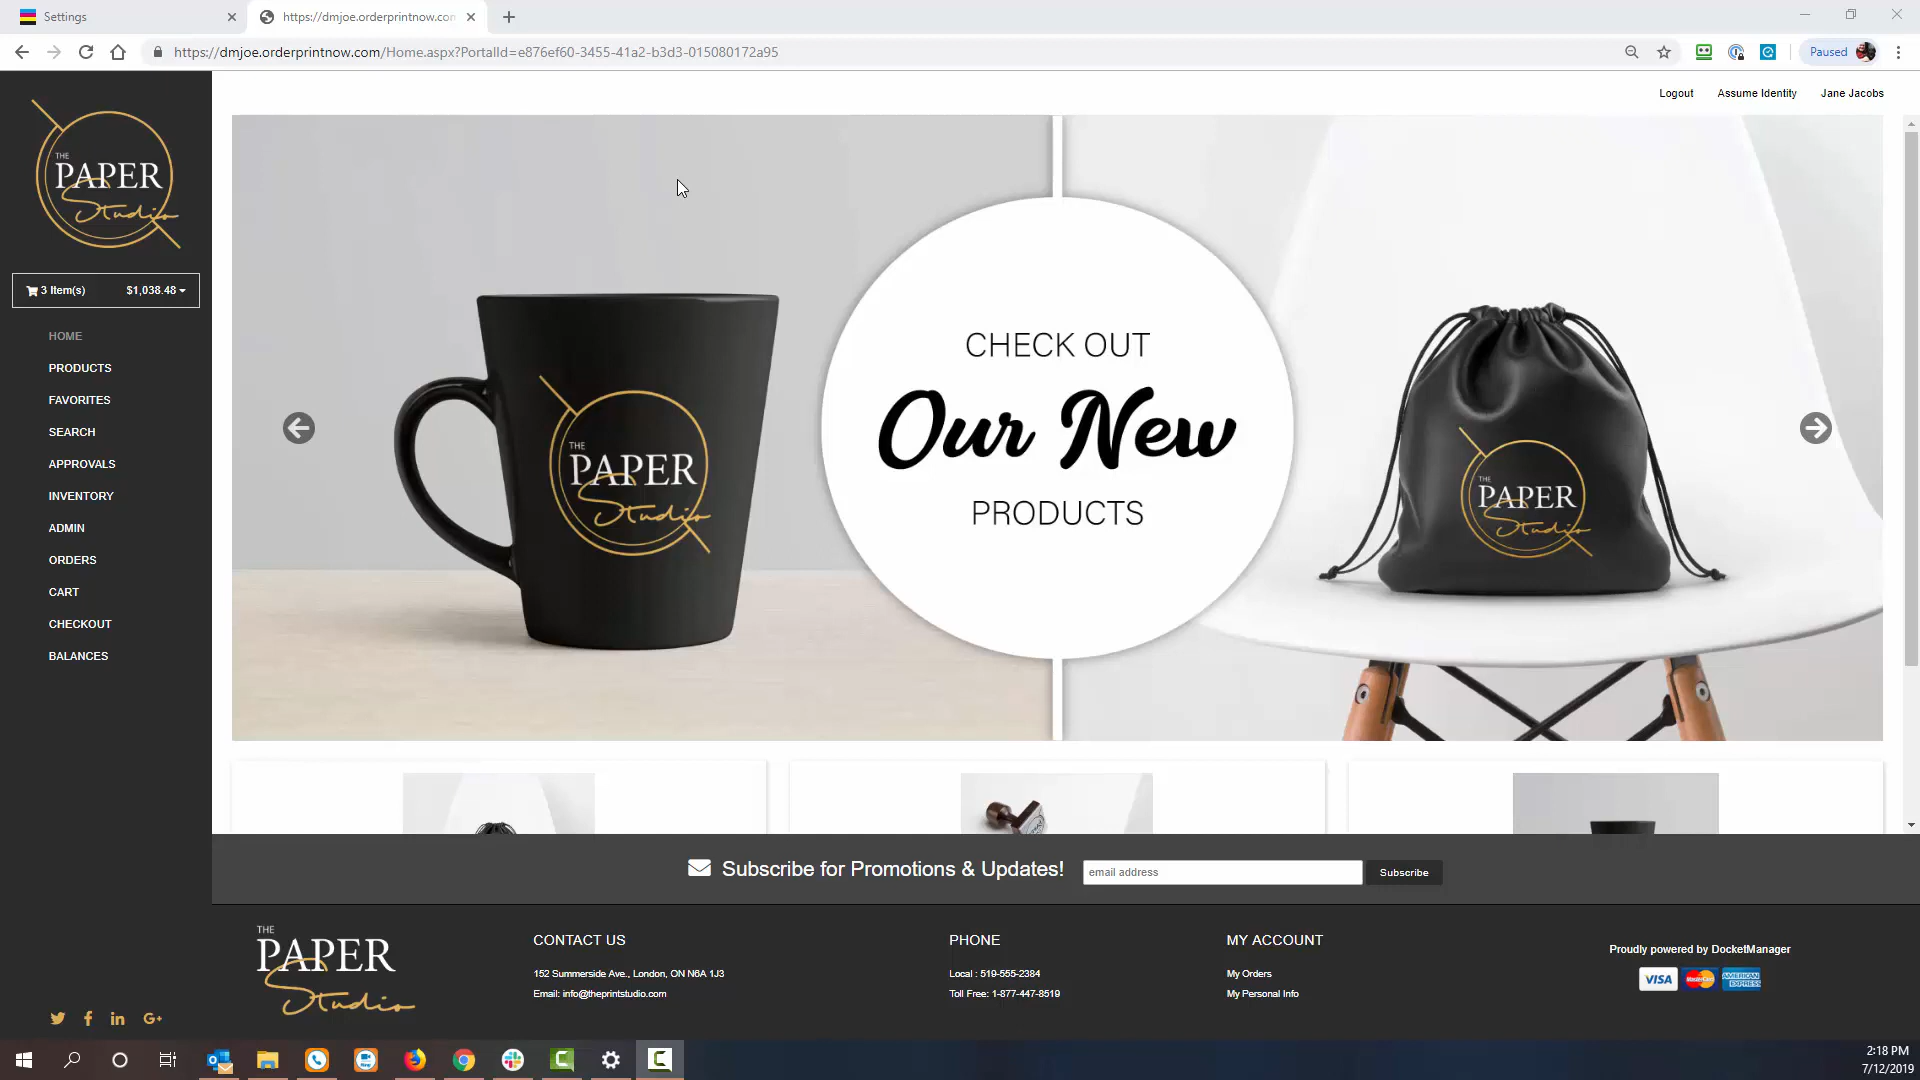 Settings
https://dmjoe.orderprintnow.com
https://dmjoe.orderprintnow.com/Home.aspx?PortalId=e876ef60-3455-41a2-b3d3-015080172a95
Paused
THE
PAPER
Studio
Logout
Assume Identity
Jane Jacobs
3 Item(s)
$1,038.48
HOME
PRODUCTS
FAVORITES
SEARCH
APPROVALS
INVENTORY
ADMIN
ORDERS
CART
CHECKOUT
BALANCES
THE
PAPER
Studio
CHECK OUT
Our New
PRODUCTS
THE
PAPER
Studio
Subscribe for Promotions & Updates!
email address
Subscribe
THE
PAPER
Studio
CONTACT US
152 Summerside Ave., London, ON N6A 1J3
Email: info@theprintstudio.com
PHONE
Local : 519-555-2384
Toll Free: 1-877-447-8519
MY ACCOUNT
My Orders
My Personal Info
Proudly powered by DocketManager
VISA
MasterCard
AMERICAN
EXPRESS
2:18 PM
7/12/2019